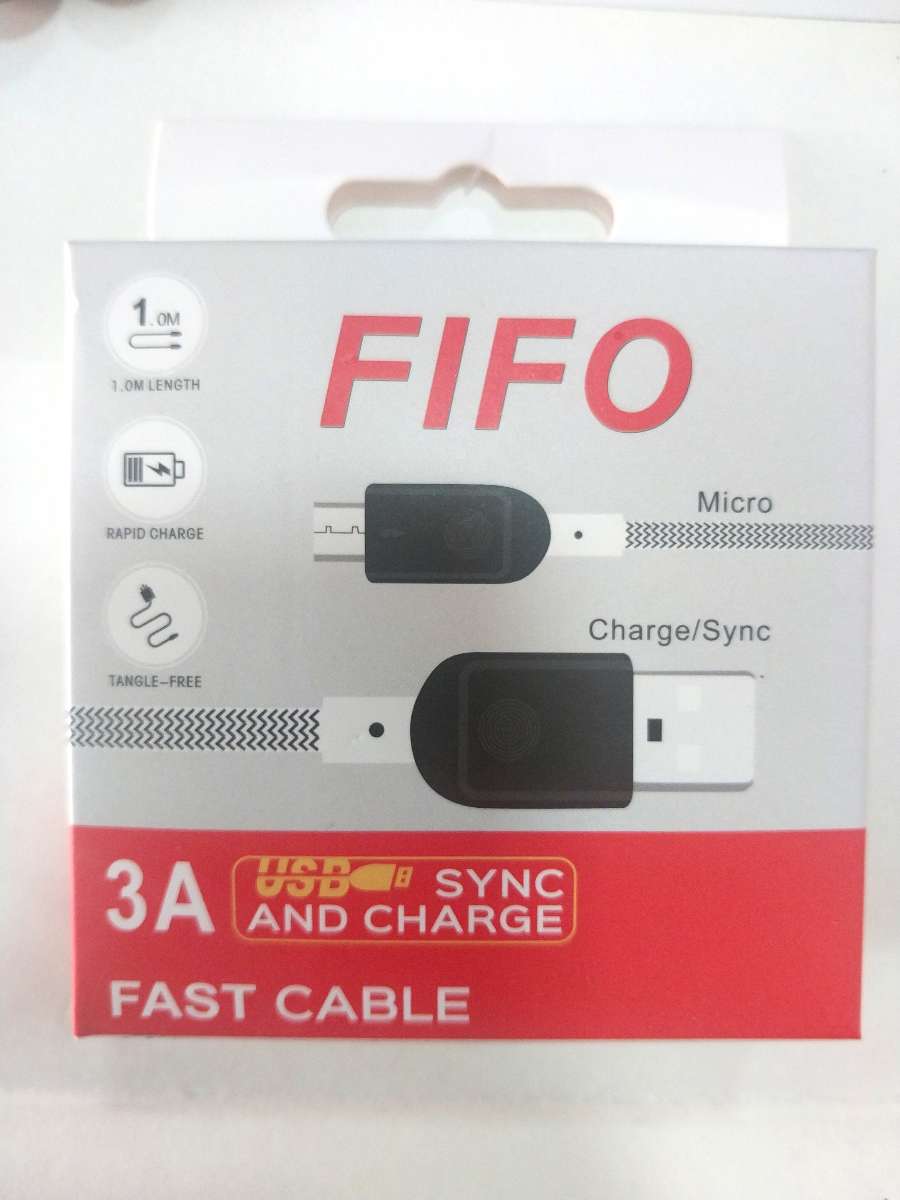 1.0M
1.0M LENGTH
FIFO
Micro
RAPID CHARGE
Charge/Sync
TANGLE-FREE
3A
USB SYNC
AND CHARGE
FAST CABLE